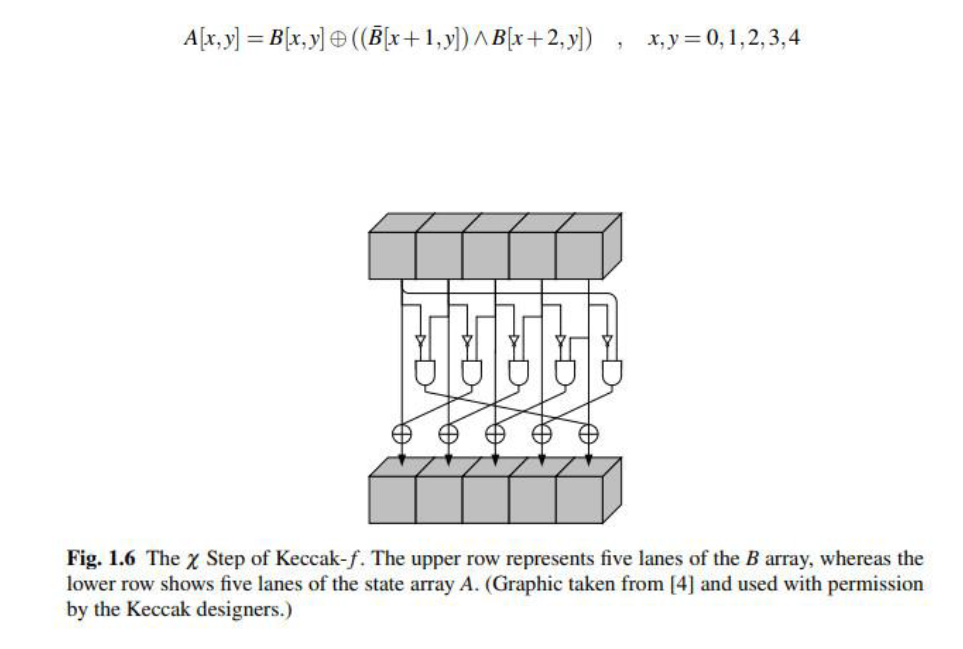 A[x,y] = B[x,y] ⊕ ((B̄[x+1,y]) ∧ B[x+2,y]) , x,y = 0,1,2,3,4
Fig. 1.6 The χ Step of Keccak-f. The upper row represents five lanes of the B array, whereas the
lower row shows five lanes of the state array A. (Graphic taken from [4] and used with permission
by the Keccak designers.)